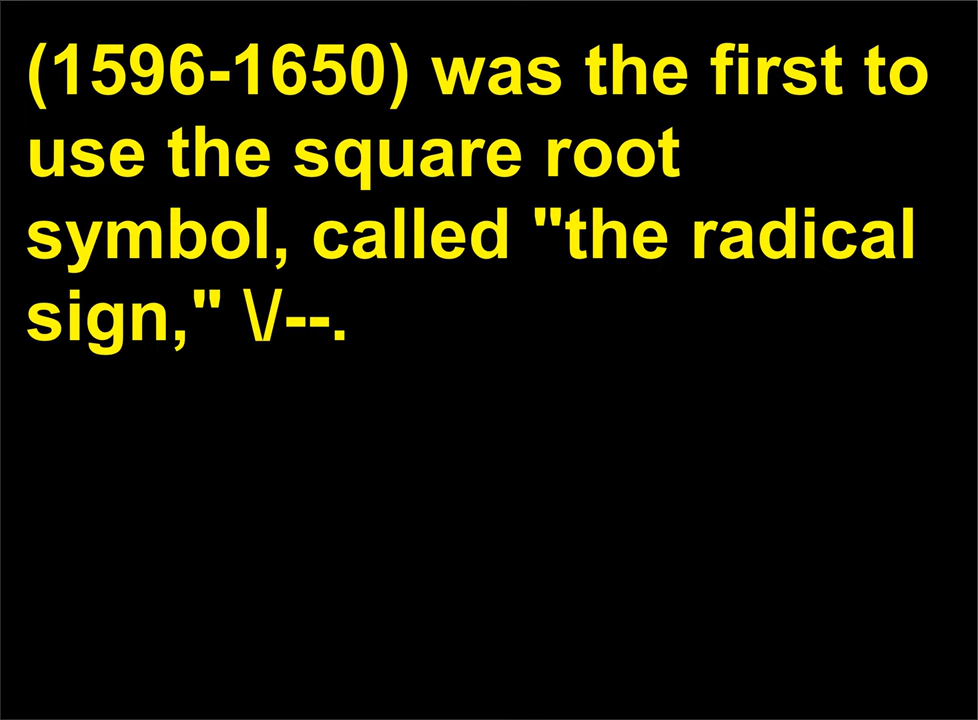 (1596-1650) was the first to
use the square root
symbol, called "the radical
sign," \/--.